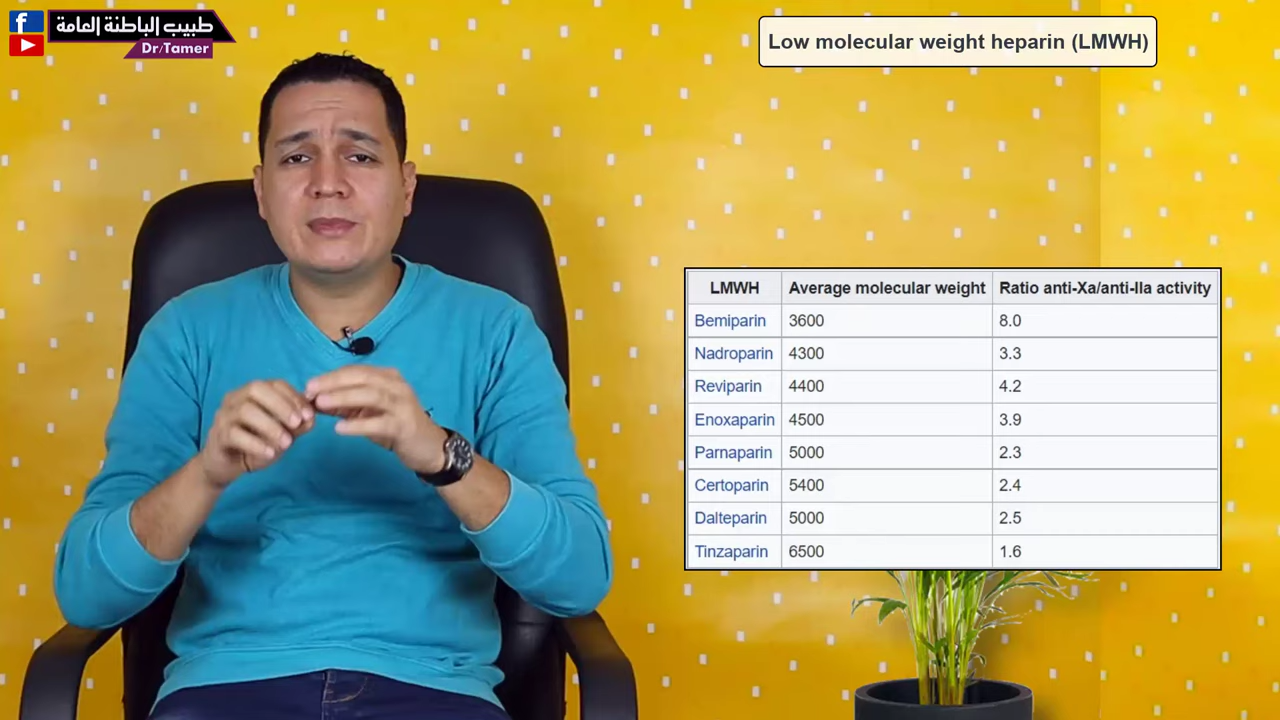 طبيب الباطنة العامة
Dr/Tamer
Low molecular weight heparin (LMWH)
LMWH Average molecular weight Ratio anti-Xa/anti-IIa activity
Bemiparin 3600 8.0
Nadroparin 4300 3.3
Reviparin 4400 4.2
Enoxaparin 4500 3.9
Parnaparin 5000 2.3
Certoparin 5400 2.4
Dalteparin 5000 2.5
Tinzaparin 6500 1.6